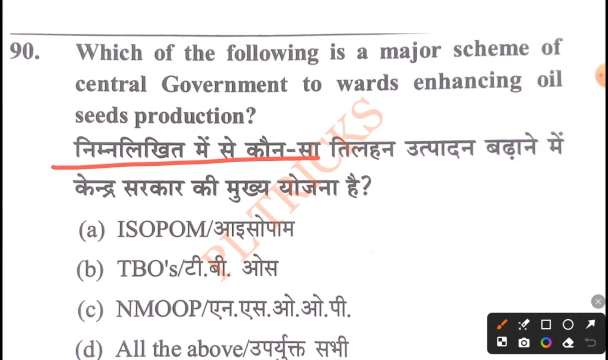 90. Which of the following is a major scheme of
central Government to wards enhancing oil
seeds production?
निम्नलिखित में से कौन-सा तिलहन उत्पादन बढ़ाने में
केन्द्र सरकार की मुख्य योजना है?
(a) ISOPOM/आइसोपाम
(b) TBO's/टी.बी. ओस
(c) NMOOP/एन.एस.ओ.ओ.पी.
(d) All the above/उपर्युक्त सभी
PLTRICKS